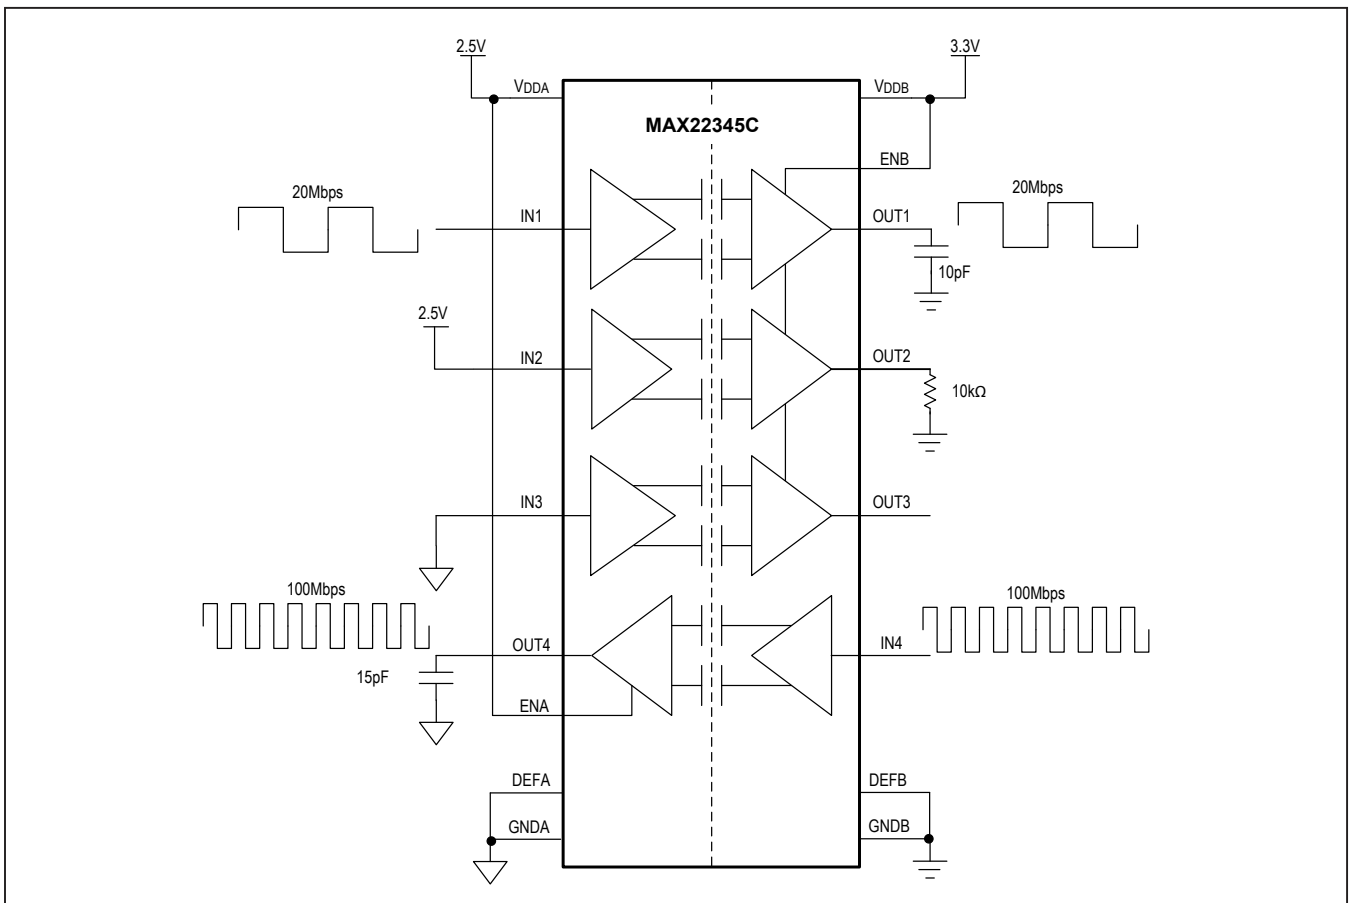 2.5V
3.3V
VDDA
VDDB
MAX22345C
ENB
20Mbps
20Mbps
IN1
OUT1
10pF
2.5V
IN2
OUT2
10kΩ
IN3
OUT3
100Mbps
100Mbps
OUT4
IN4
15pF
ENA
DEFA
DEFB
GNDA
GNDB